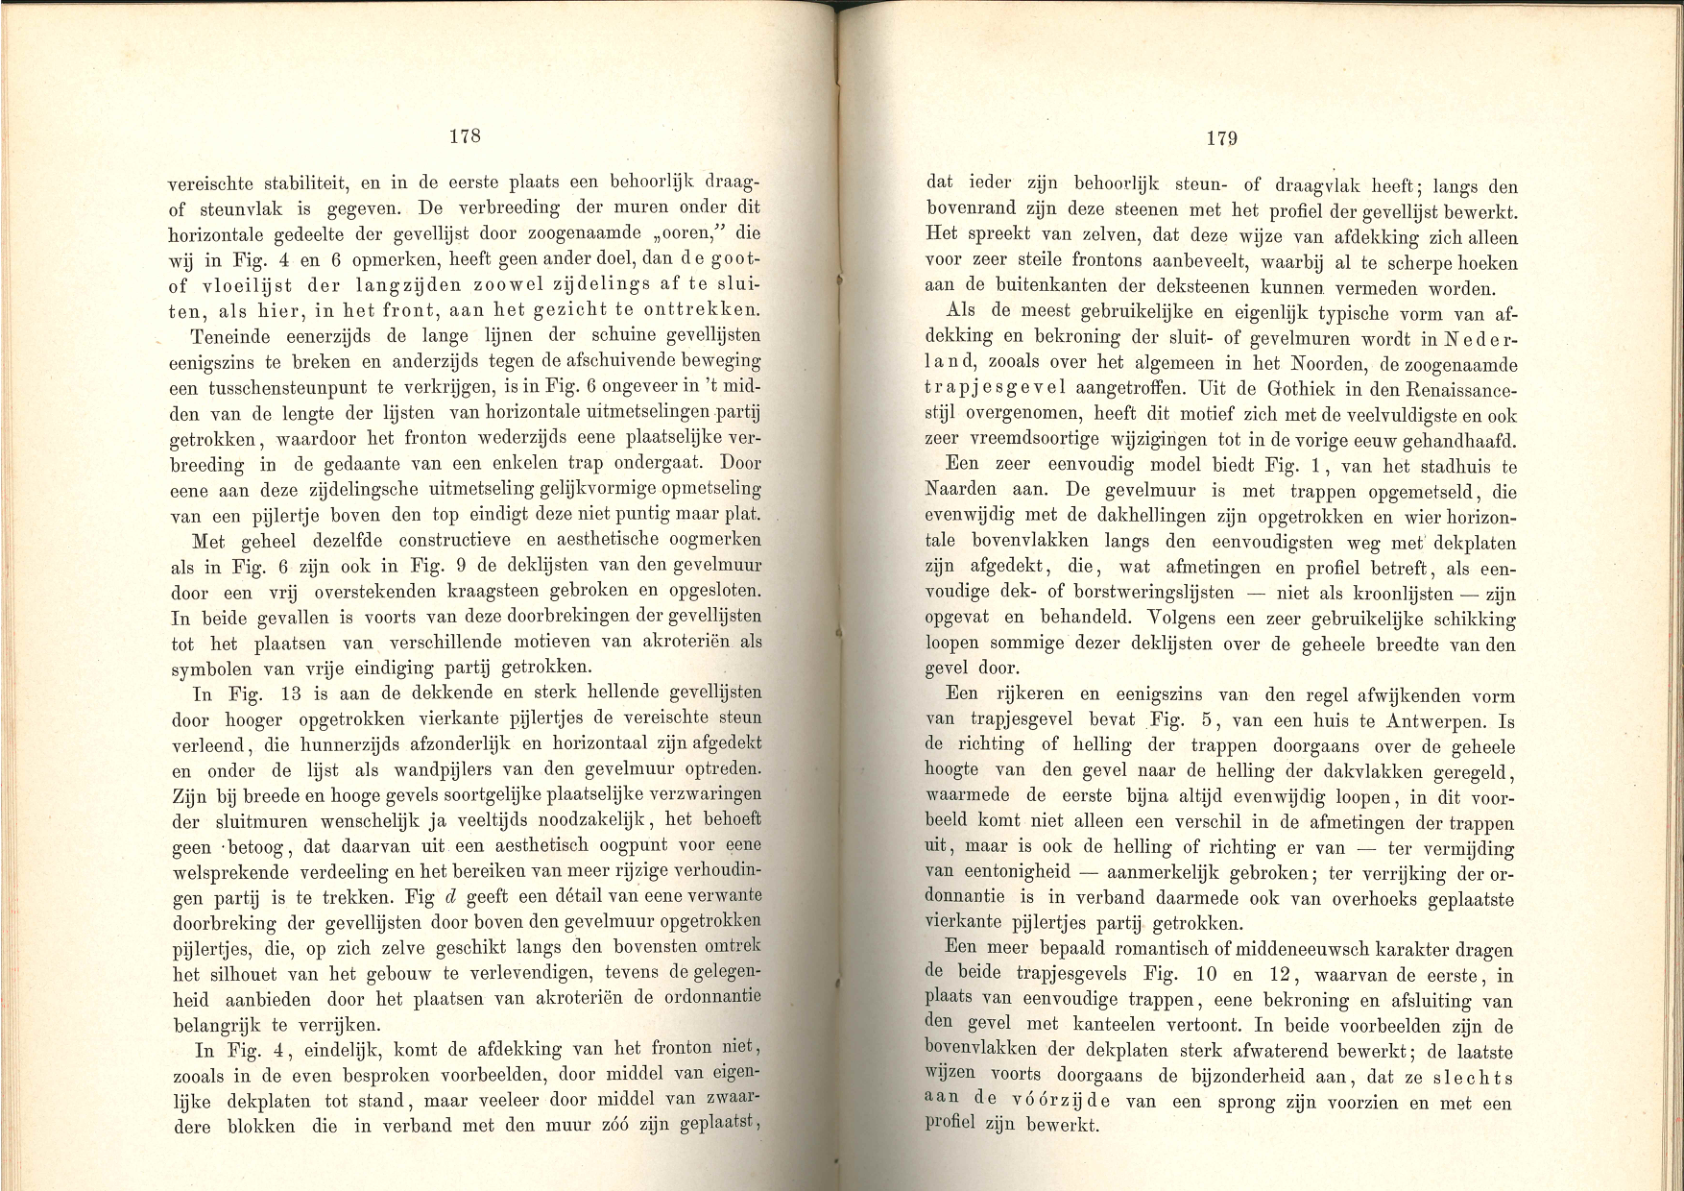 178
vereischte stabiliteit, en in de eerste plaats een behoorlijk draag-
of steunvlak is gegeven. De verbreeding der muren onder dit
horizontale gedeelte der gevellijst door zoogenaamde „ooren,” die
wij in Fig. 4 en 6 opmerken, heeft geen ander doel, dan de goot-
of vloeilijst der langzijden zoowel zijdelings af te slui-
ten, als hier, in het front, aan het gezicht te onttrekken.
Teneinde eenerzijds de lange lijnen der schuine gevellijsten
eenigszins te breken en anderzijds tegen de afschuivende beweging
een tusschensteunpunt te verkrijgen, is in Fig. 6 ongeveer in 't mid-
den van de lengte der lijsten van horizontale uitmetselingen partij
getrokken, waardoor het fronton wederzijds eene plaatselijke ver-
breeding in de gedaante van een enkelen trap ondergaat. Door
eene aan deze zijdelingsche uitmetseling gelijkvormige opmetseling
van een pijlertje boven den top eindigt deze niet puntig maar plat.
Met geheel dezelfde constructieve en aesthetische oogmerken
als in Fig. 6 zijn ook in Fig. 9 de deklijsten van den gevelmuur
door een vrij overstekenden kraagsteen gebroken en opgesloten.
In beide gevallen is voorts van deze doorbrekingen der gevellijsten
tot het plaatsen van verschillende motieven van akroteriën als
symbolen van vrije eindiging partij getrokken.
In Fig. 13 is aan de dekkende en sterk hellende gevellijsten
door hooger opgetrokken vierkante pijlertjes de vereischte steun
verleend, die hunnerzijds afzonderlijk en horizontaal zijn afgedekt
en onder de lijst als wandpijlers van den gevelmuur optreden.
Zijn bij breede en hooge gevels soortgelijke plaatselijke verzwaringen
der sluitmuren wenschelijk ja veeltijds noodzakelijk, het behoeft
geen betoog, dat daarvan uit een aesthetisch oogpunt voor eene
welsprekende verdeeling en het bereiken van meer rijzige verhoudin-
gen partij is te trekken. Fig d geeft een détail van eene verwante
doorbreking der gevellijsten door boven den gevelmuur opgetrokken
pijlertjes, die, op zich zelve geschikt langs den bovensten omtrek
het silhouet van het gebouw te verlevendigen, tevens de gelegen-
heid aanbieden door het plaatsen van akroteriën de ordonnantie
belangrijk te verrijken.
In Fig. 4, eindelijk, komt de afdekking van het fronton niet,
zooals in de even besproken voorbeelden, door middel van eigen-
lijke dekplaten tot stand, maar veeleer door middel van zwaar-
dere blokken die in verband met den muur zóó zijn geplaatst,
179
dat ieder zijn behoorlijk steun- of draagvlak heeft; langs den
bovenrand zijn deze steenen met het profiel der gevellijst bewerkt.
Het spreekt van zelven, dat deze wijze van afdekking zich alleen
voor zeer steile frontons aanbeveelt, waarbij al te scherpe hoeken
aan de buitenkanten der deksteenen kunnen vermeden worden.
Als de meest gebruikelijke en eigenlijk typische vorm van af-
dekking en bekroning der sluit- of gevelmuren wordt in Neder-
land, zooals over het algemeen in het Noorden, de zoogenaamde
trapjesgevel aangetroffen. Uit de Gothiek in den Renaissance-
stijl overgenomen, heeft dit motief zich met de veelvuldigste en ook
zeer vreemdsoortige wijzigingen tot in de vorige eeuw gehandhaafd.
Een zeer eenvoudig model biedt Fig. 1, van het stadhuis te
Naarden aan. De gevelmuur is met trappen opgemetseld, die
evenwijdig met de dakhellingen zijn opgetrokken en wier horizon-
tale bovenvlakken langs den eenvoudigsten weg met dekplaten
zijn afgedekt, die, wat afmetingen en profiel betreft, als een-
voudige dek- of borstweringslijsten — niet als kroonlijsten — zijn
opgevat en behandeld. Volgens een zeer gebruikelijke schikking
loopen sommige dezer deklijsten over de geheele breedte van den
gevel door.
Een rijkeren en eenigszins van den regel afwijkenden vorm
van trapjesgevel bevat Fig. 5, van een huis te Antwerpen. Is
de richting of helling der trappen doorgaans over de geheele
hoogte van den gevel naar de helling der dakvlakken geregeld,
waarmede de eerste bijna altijd evenwijdig loopen, in dit voor-
beeld komt niet alleen een verschil in de afmetingen der trappen
uit, maar is ook de helling of richting er van — ter vermijding
van eentonigheid — aanmerkelijk gebroken; ter verrijking der or-
donnantie is in verband daarmede ook van overhoeks geplaatste
vierkante pijlertjes partij getrokken.
Een meer bepaald romantisch of middeneeuwsch karakter dragen
de beide trapjesgevels Fig. 10 en 12, waarvan de eerste, in
plaats van eenvoudige trappen, eene bekroning en afsluiting van
den gevel met kanteelen vertoont. In beide voorbeelden zijn de
bovenvlakken der dekplaten sterk afwaterend bewerkt; de laatste
wijzen voorts doorgaans de bijzonderheid aan, dat ze slechts
aan de vóórzijde van een sprong zijn voorzien en met een
profiel zijn bewerkt.